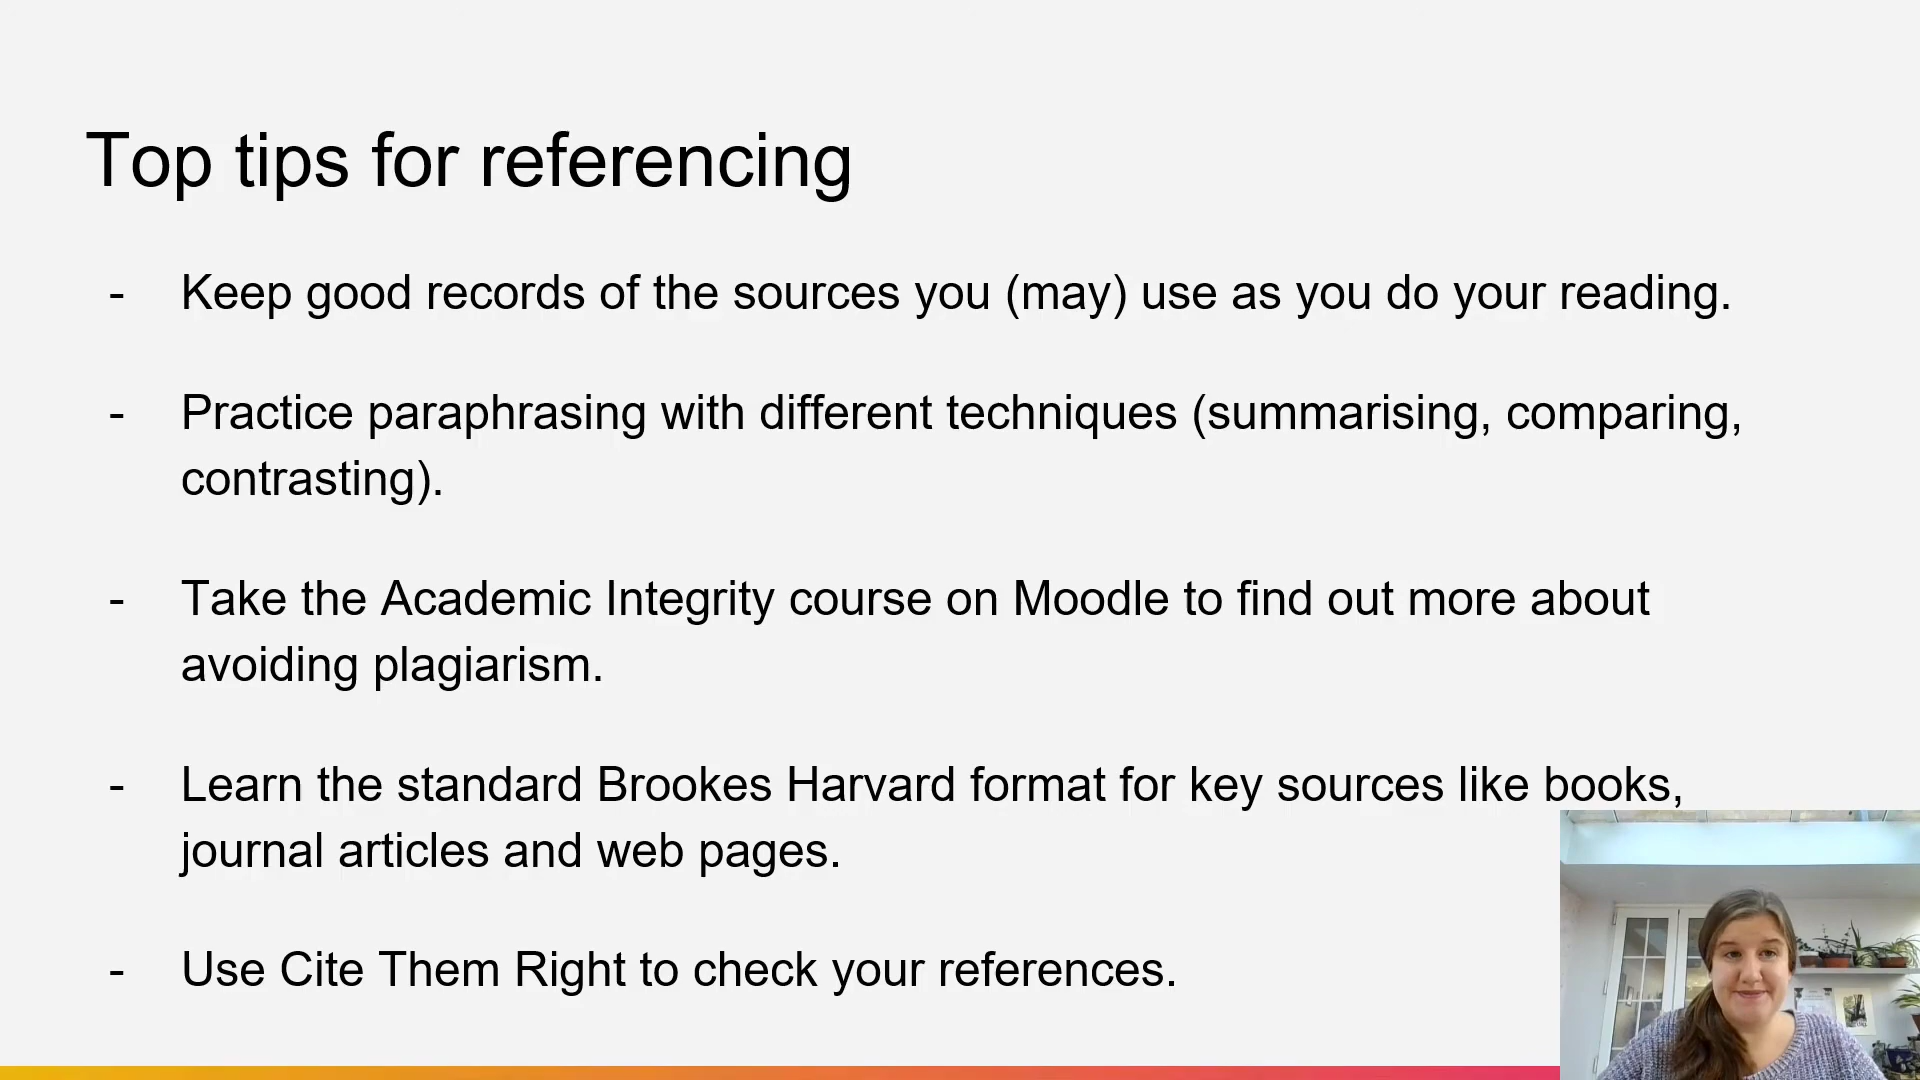 Top tips for referencing
- Keep good records of the sources you (may) use as you do your reading.
- Practice paraphrasing with different techniques (summarising, comparing,
contrasting).
- Take the Academic Integrity course on Moodle to find out more about
avoiding plagiarism.
- Learn the standard Brookes Harvard format for key sources like books,
journal articles and web pages.
- Use Cite Them Right to check your references.